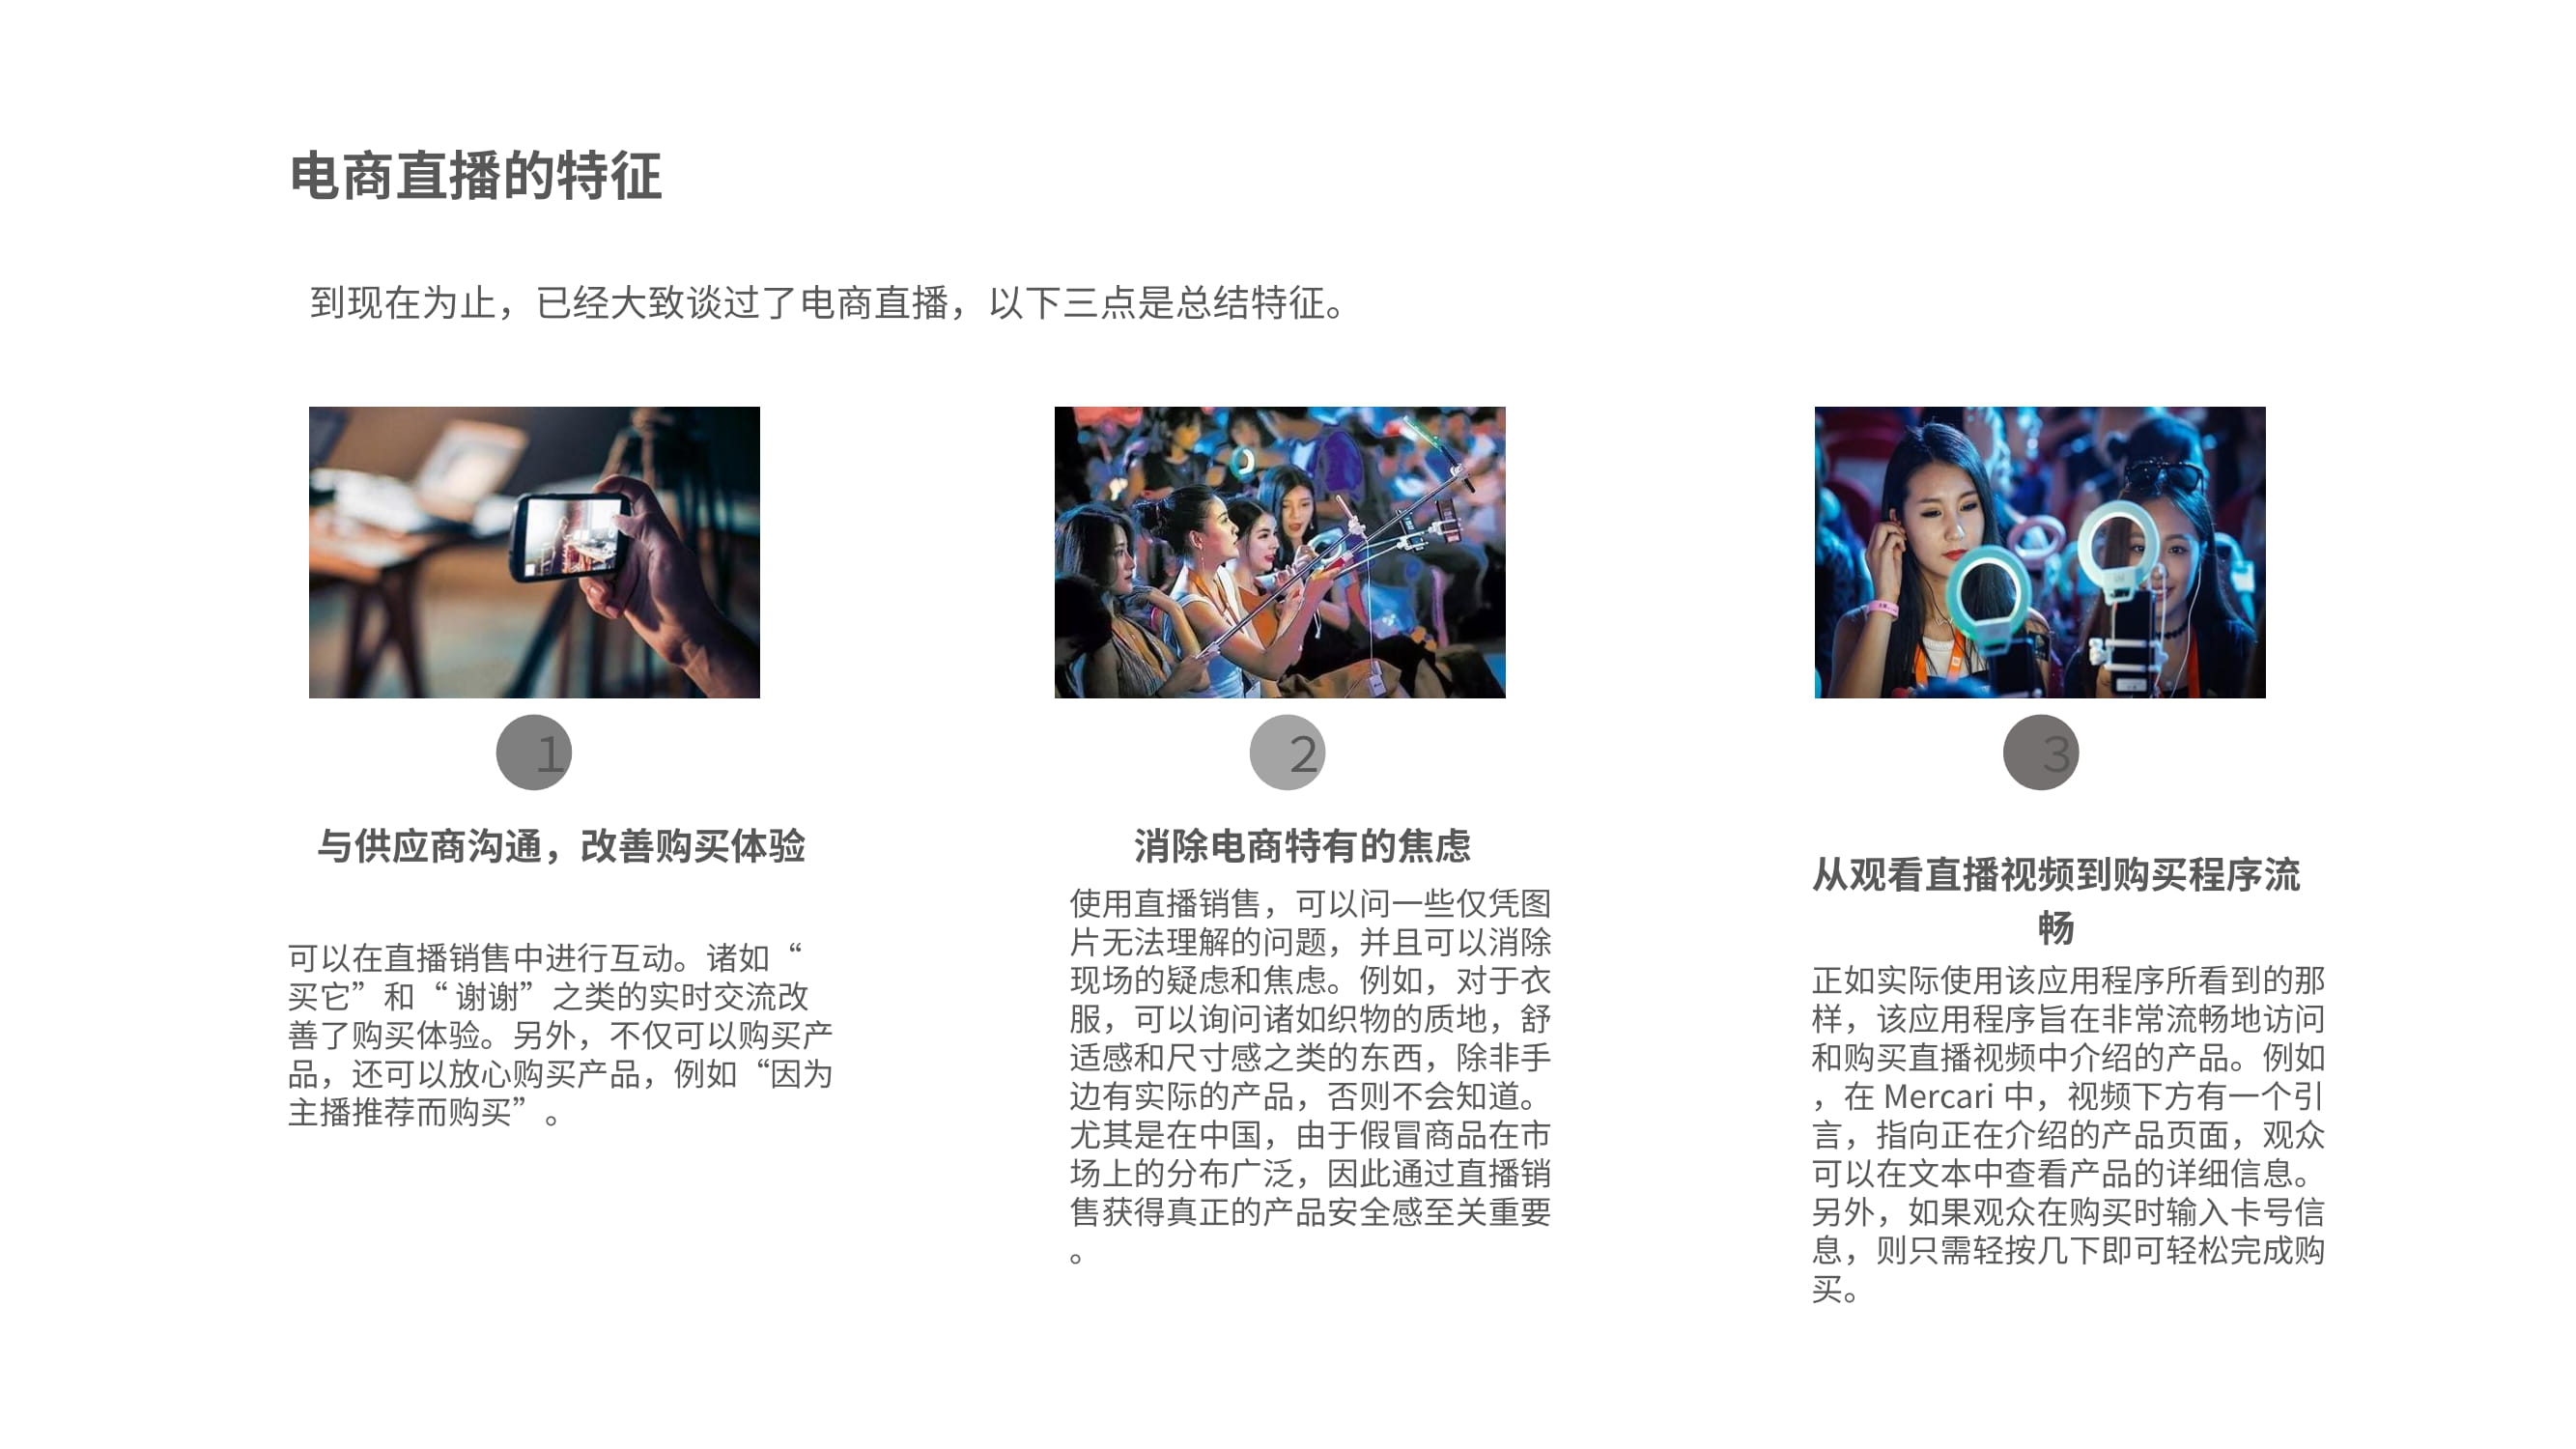 电商直播的特征
到现在为止，已经大致谈过了电商直播，以下三点是总结特征。
1
与供应商沟通，改善购买体验
可以在直播销售中进行互动。诸如“
买它”和“谢谢”之类的实时交流改
善了购买体验。另外，不仅可以购买产
品，还可以放心购买产品，例如“因为
主播推荐而购买”。
2
消除电商特有的焦虑
使用直播销售，可以问一些仅凭图
片无法理解的问题，并且可以消除
现场的疑虑和焦虑。例如，对于衣
服，可以询问诸如织物的质地，舒
适感和尺寸感之类的东西，除非手
边有实际的产品，否则不会知道。
尤其是在中国，由于假冒商品在市
场上的分布广泛，因此通过直播销
售获得真正的产品安全感至关重要
。
3
从观看直播视频到购买程序流
畅
正如实际使用该应用程序所看到的那
样，该应用程序旨在非常流畅地访问
和购买直播视频中介绍的产品。例如
，在 Mercari 中，视频下方有一个引
言，指向正在介绍的产品页面，观众
可以在文本中查看产品的详细信息。
另外，如果观众在购买时输入卡号信
息，则只需轻按几下即可轻松完成购
买。